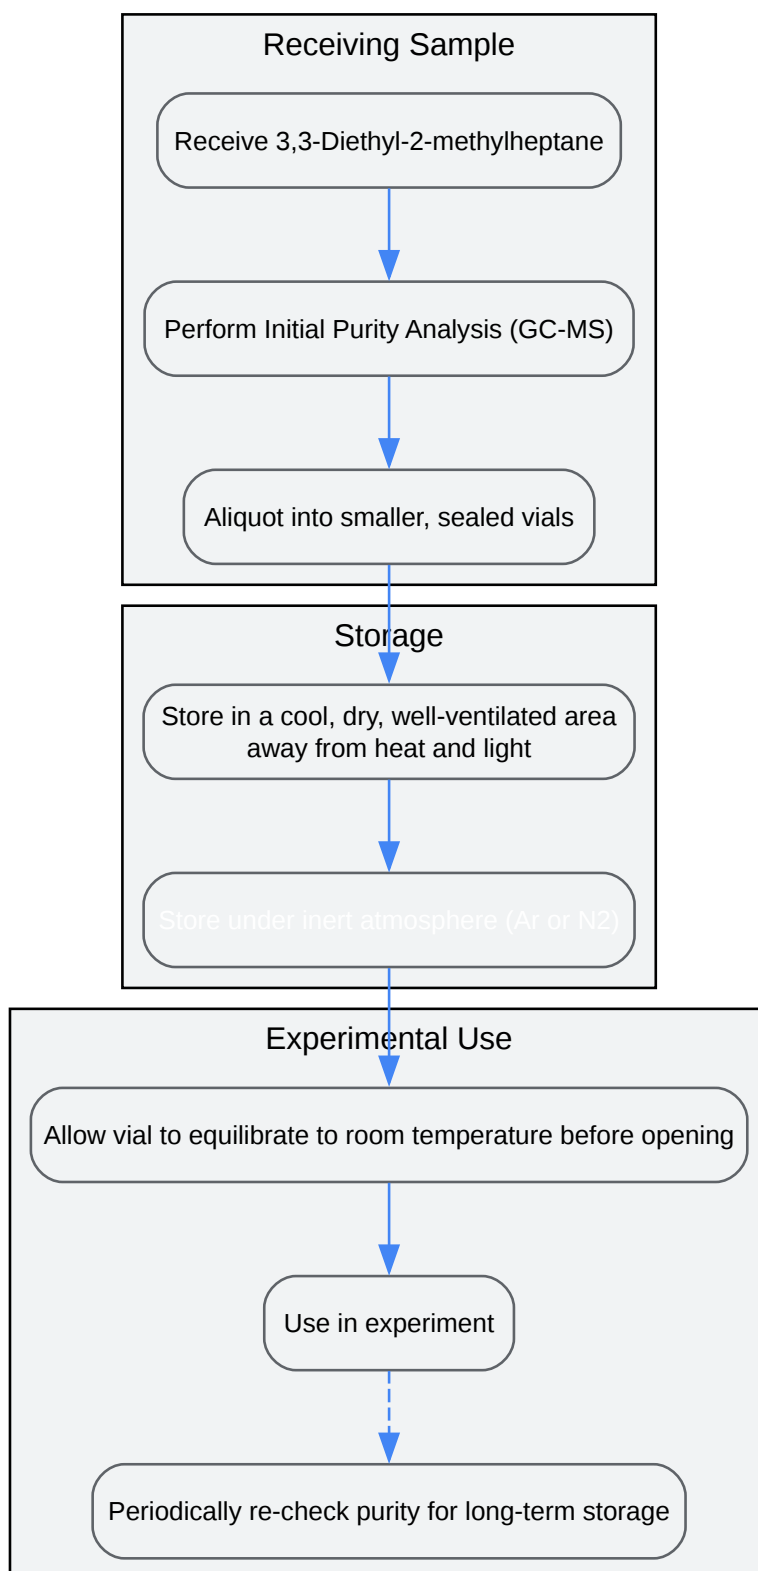 Receiving Sample
Receive 3,3-Diethyl-2-methylheptane
Perform Initial Purity Analysis (GC-MS)
Aliquot into smaller, sealed vials
Storage
Store in a cool, dry, well-ventilated area
away from heat and light
Store under inert atmosphere (Ar or N2)
Experimental Use
Allow vial to equilibrate to room temperature before opening
Use in experiment
Periodically re-check purity for long-term storage